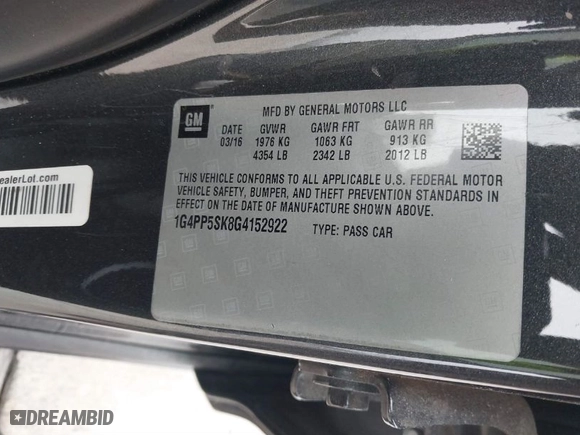 GM
MFD BY GENERAL MOTORS LLC
DATE GVWR GAWR FRT GAWR RR
03/16 1976 KG 1063 KG 913 KG
4354 LB 2342 LB 2012 LB
THIS VEHICLE CONFORMS TO ALL APPLICABLE U.S. FEDERAL MOTOR
VEHICLE SAFETY, BUMPER, AND THEFT PREVENTION STANDARDS IN
EFFECT ON THE DATE OF MANUFACTURE SHOWN ABOVE.
1G4PP5SK8G4152922 TYPE: PASS CAR
ealerLot.com
DREAMBID